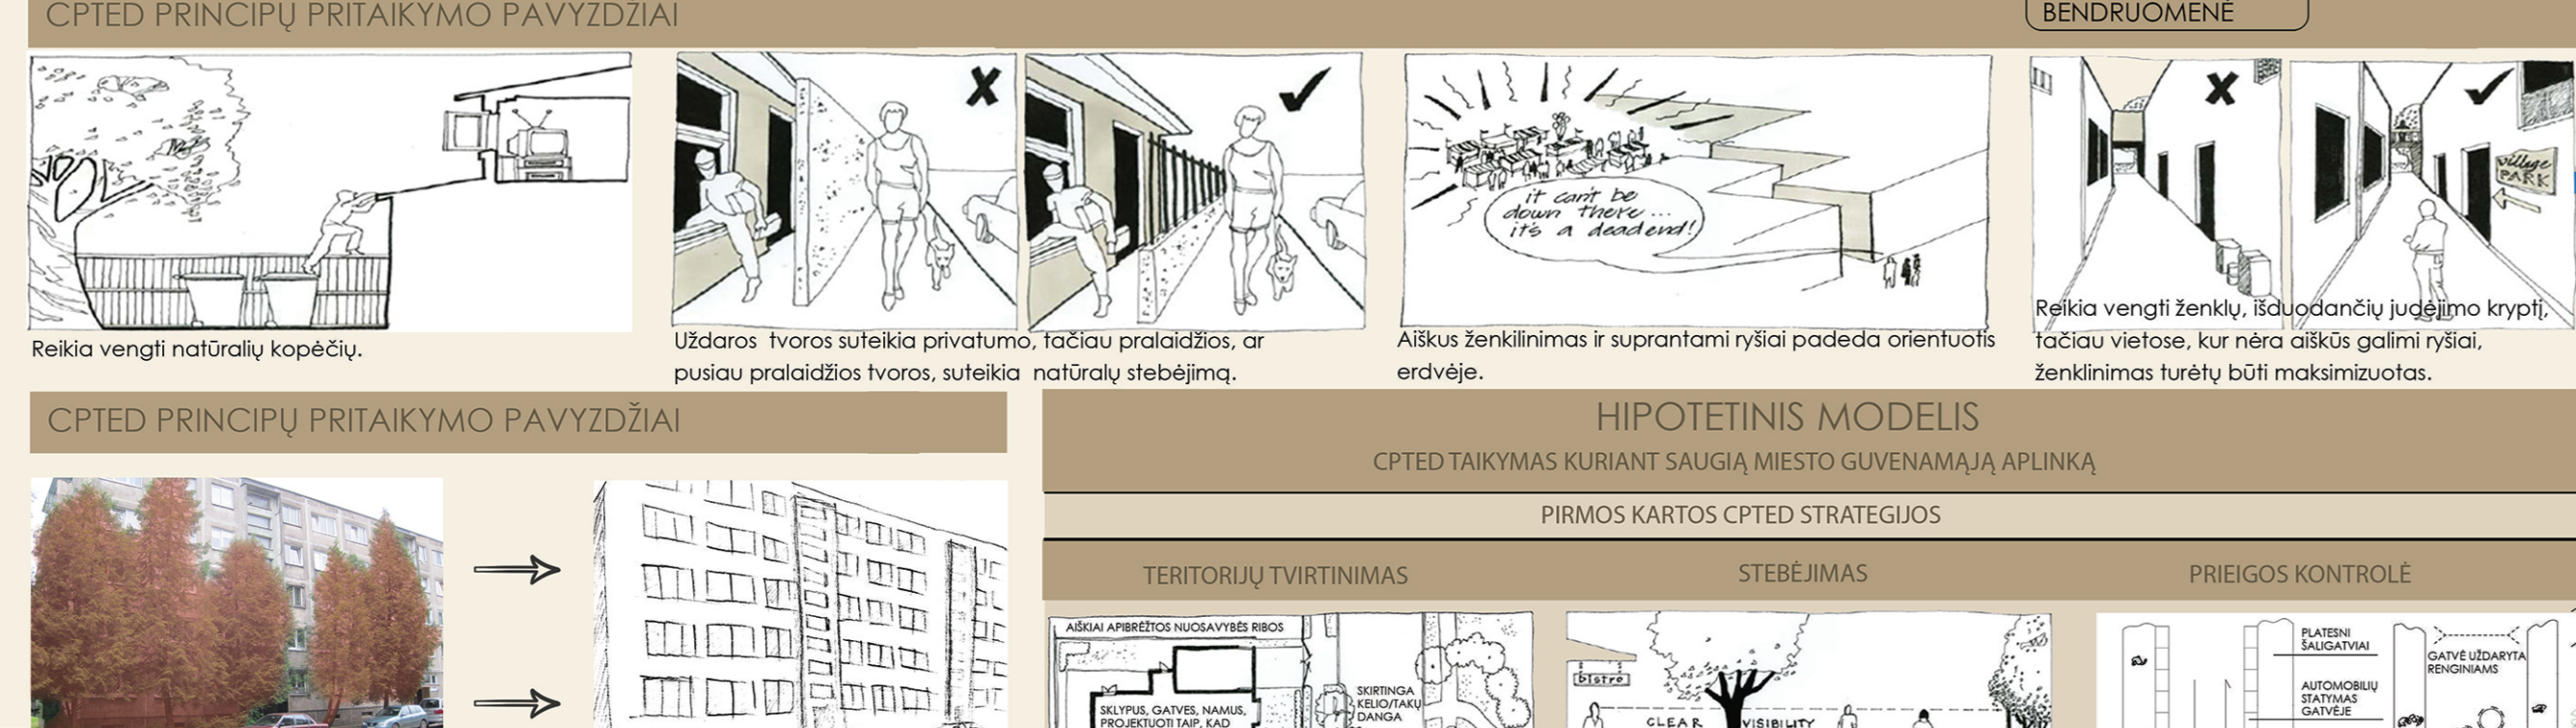 CPTED PRINCIPŲ PRITAIKYMO PAVYZDŽIAI
BENDRUOMENĖ
it can't be
down there...
it's a deadend!
village
PARK
Reikia vengti natūralių kopėčių.
Uždaros tvoros suteikia privatumo, tačiau pralaidžios, ar
pusiau pralaidžios tvoros, suteikia natūralų stebėjimą.
Aiškus ženkilinimas ir suprantami ryšiai padeda orientuotis
erdvėje.
Reikia vengti ženklų, išduodančių judėjimo kryptį,
tačiau vietose, kur nėra aiškūs galimi ryšiai,
ženklinimas turėtų būti maksimizuotas.
CPTED PRINCIPŲ PRITAIKYMO PAVYZDŽIAI
HIPOTETINIS MODELIS
CPTED TAIKYMAS KURIANT SAUGIĄ MIESTO GUVENAMĄJĄ APLINKĄ
PIRMOS KARTOS CPTED STRATEGIJOS
TERITORIJŲ TVIRTINIMAS
STEBĖJIMAS
PRIEIGOS KONTROLĖ
AIŠKIAI APIBRĖŽTOS NUOSAVYBĖS RIBOS
SKLYPUS, GATVES, NAMUS,
PROJEKTUOTI TAIP, KAD
SKIRTINGA
KELIO/TAKŲ
DANGA
bistro
CLEAR VISIBILITY
PLATESNI
ŠALIGATVIAI
AUTOMOBILIŲ
STATYMAS
GATVĖJE
GATVĖ UŽDARYTA
RENGINIAMS